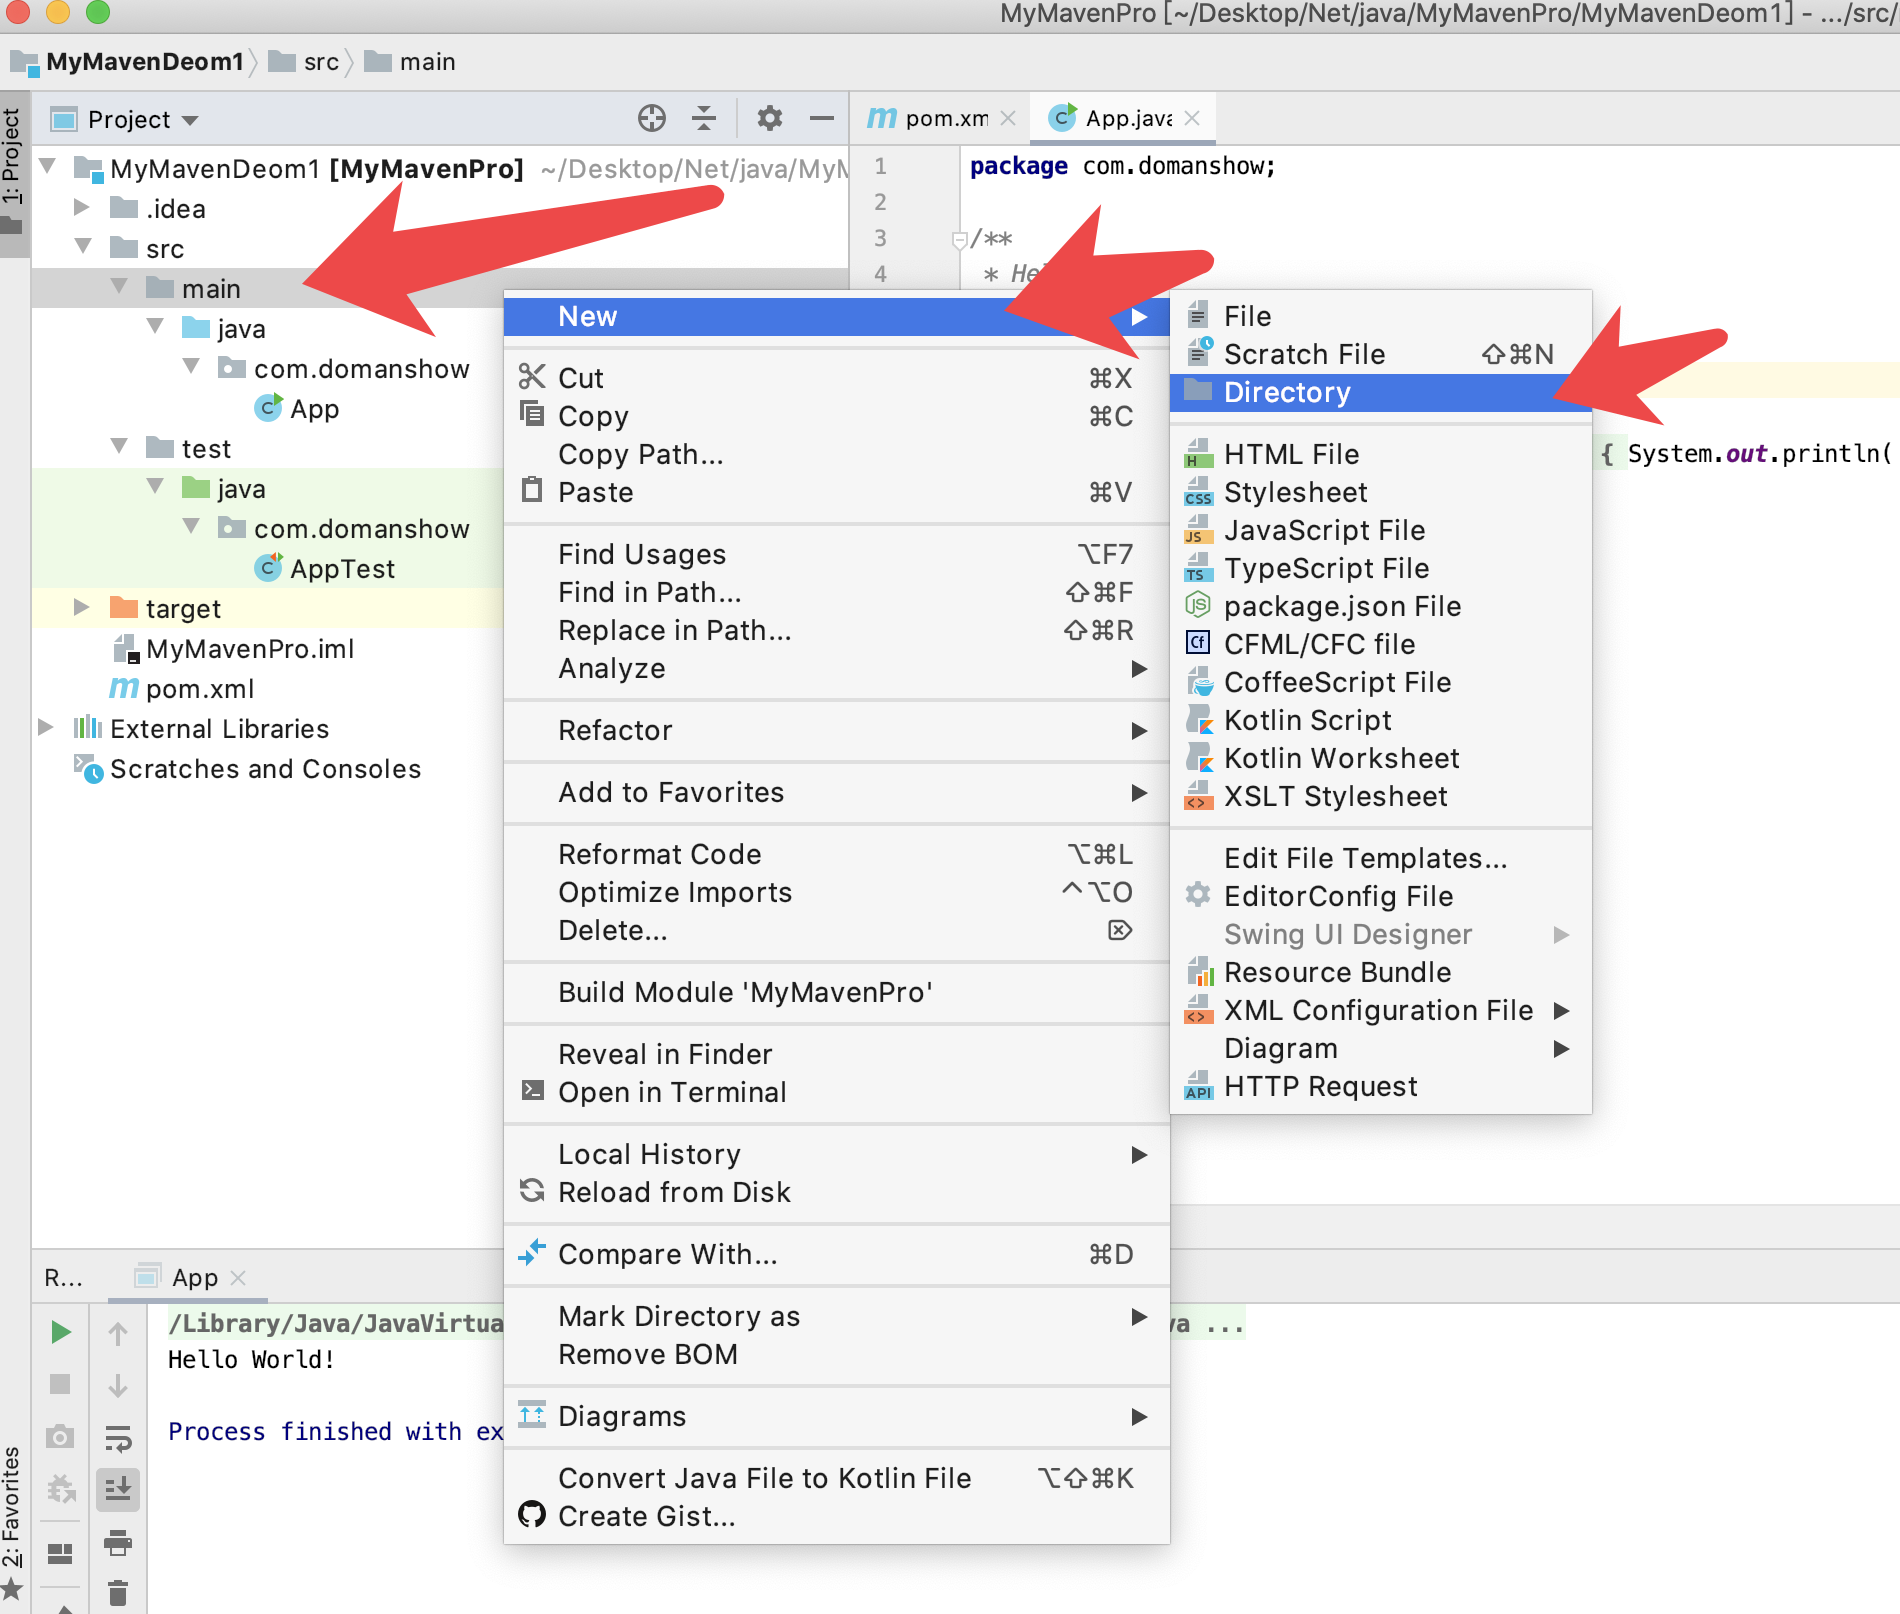 MyMavenPro [~/Desktop/Net/java/MyMavenPro/MyMavenDeom1] - .../src/
MyMavenDeom1 src main
1: Project
Project
pom.xm
App.java
MyMavenDeom1 [MyMavenPro] ~/Desktop/Net/java/MyM
.idea
src
main
java
com.domanshow
App
test
java
com.domanshow
AppTest
target
MyMavenPro.iml
pom.xml
External Libraries
Scratches and Consoles
1 package com.domanshow;
2
3 /**
4 * He
{ System.out.println(
New
Cut ⌘X
Copy ⌘C
Copy Path...
Paste ⌘V
Find Usages ⌥F7
Find in Path... ⇧⌘F
Replace in Path... ⇧⌘R
Analyze
Refactor
Add to Favorites
Reformat Code ⌥⌘L
Optimize Imports ^⌥O
Delete... ⌦
Build Module 'MyMavenPro'
Reveal in Finder
Open in Terminal
Local History
Reload from Disk
Compare With... ⌘D
Mark Directory as
Remove BOM
Diagrams
Convert Java File to Kotlin File ⌥⇧⌘K
Create Gist...
File
Scratch File ⇧⌘N
Directory
HTML File
Stylesheet
JavaScript File
TypeScript File
package.json File
CFML/CFC file
CoffeeScript File
Kotlin Script
Kotlin Worksheet
XSLT Stylesheet
Edit File Templates...
EditorConfig File
Swing UI Designer
Resource Bundle
XML Configuration File
Diagram
HTTP Request
R... App
/Library/Java/JavaVirtua va ...
Hello World!
Process finished with ex
2: Favorites